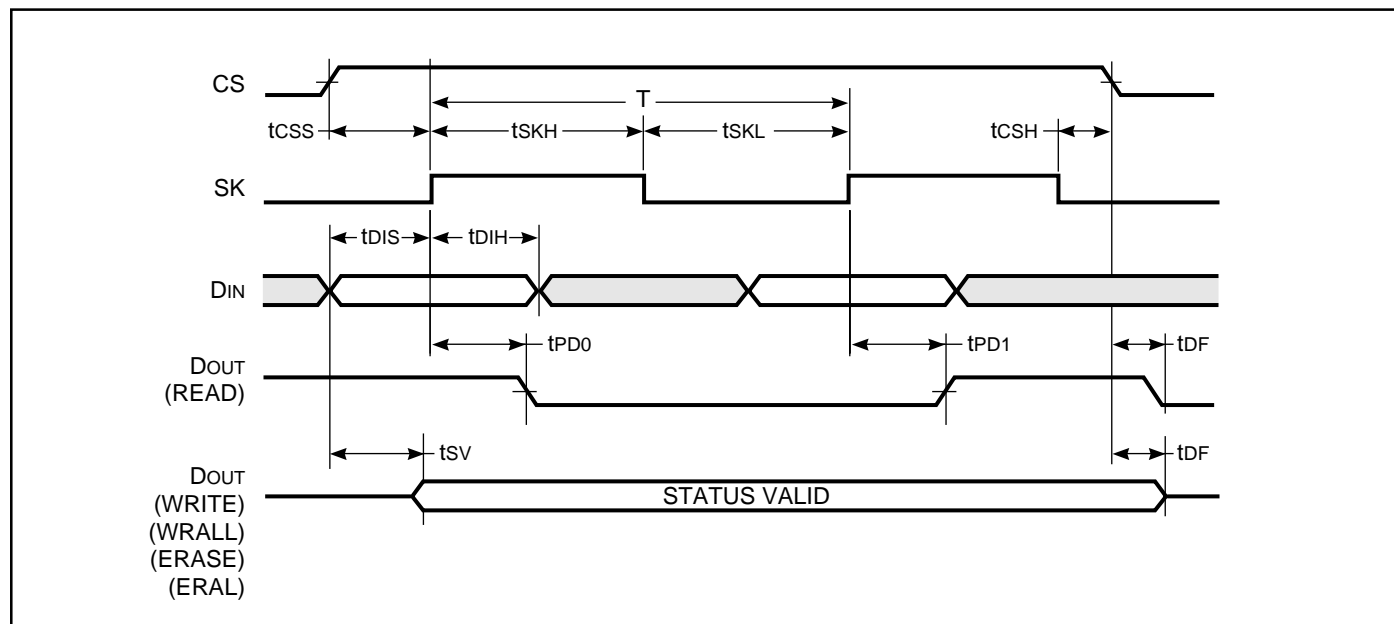 CS
T
tCSS
tSKH
tSKL
tCSH
SK
tDIS
tDIH
DIN
tPD0
tPD1
tDF
DOUT
(READ)
tSV
tDF
DOUT
(WRITE)
(WRALL)
(ERASE)
(ERAL)
STATUS VALID